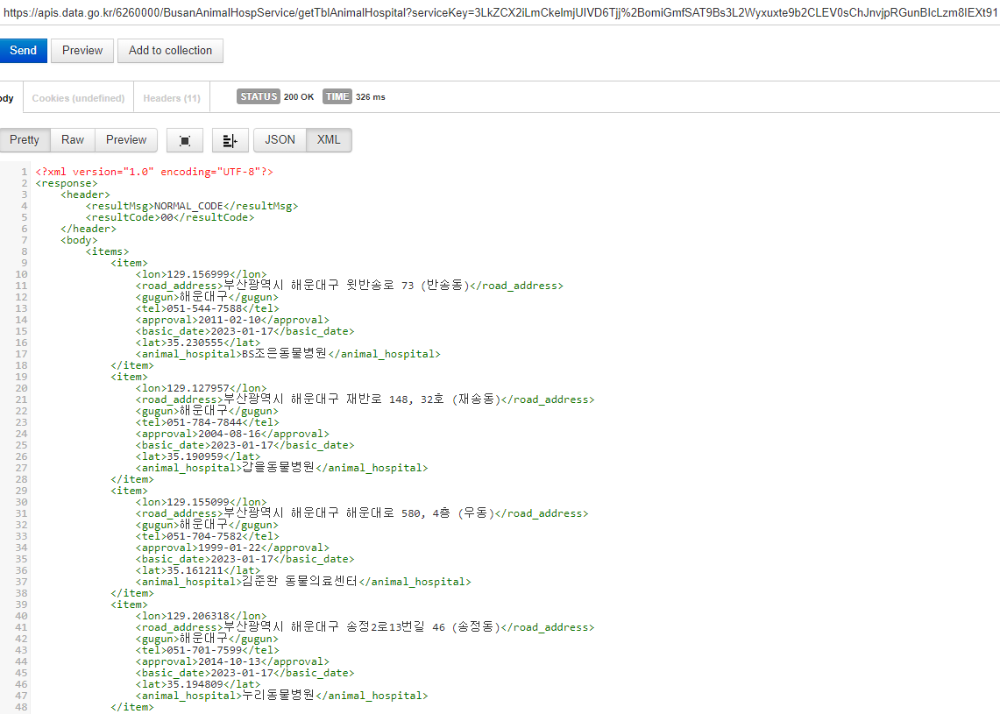 https://apis.data.go.kr/6260000/BusanAnimalHospService/getTblAnimalHospital?serviceKey=3LkZCX2iLmCkelmjUIVD6Tjj%2BomiGmfSAT9Bs3L2Wyxuxte9b2CLEV0sChJnvjpRGunBIcLzm8IEXt91
Send Preview Add to collection
ody Cookies (undefined) Headers (11) STATUS 200 OK TIME 326 ms
Pretty Raw Preview JSON XML
1 <?xml version="1.0" encoding="UTF-8"?>
2 <response>
3 <header>
4 <resultMsg>NORMAL_CODE</resultMsg>
5 <resultCode>00</resultCode>
6 </header>
7 <body>
8 <items>
9 <item>
10 <lon>129.156999</lon>
11 <road_address>부산광역시 해운대구 윗반송로 73 (반송동)</road_address>
12 <gugun>해운대구</gugun>
13 <tel>051-544-7588</tel>
14 <approval>2011-02-10</approval>
15 <basic_date>2023-01-17</basic_date>
16 <lat>35.230555</lat>
17 <animal_hospital>BS조은동물병원</animal_hospital>
18 </item>
19 <item>
20 <lon>129.127957</lon>
21 <road_address>부산광역시 해운대구 재반로 148, 32호 (재송동)</road_address>
22 <gugun>해운대구</gugun>
23 <tel>051-784-7844</tel>
24 <approval>2004-08-16</approval>
25 <basic_date>2023-01-17</basic_date>
26 <lat>35.190959</lat>
27 <animal_hospital>갑을동물병원</animal_hospital>
28 </item>
29 <item>
30 <lon>129.155099</lon>
31 <road_address>부산광역시 해운대구 해운대로 580, 4층 (우동)</road_address>
32 <gugun>해운대구</gugun>
33 <tel>051-704-7582</tel>
34 <approval>1999-01-22</approval>
35 <basic_date>2023-01-17</basic_date>
36 <lat>35.161211</lat>
37 <animal_hospital>김준완 동물의료센터</animal_hospital>
38 </item>
39 <item>
40 <lon>129.206318</lon>
41 <road_address>부산광역시 해운대구 송정2로13번길 46 (송정동)</road_address>
42 <gugun>해운대구</gugun>
43 <tel>051-701-7599</tel>
44 <approval>2014-10-13</approval>
45 <basic_date>2023-01-17</basic_date>
46 <lat>35.194809</lat>
47 <animal_hospital>누리동물병원</animal_hospital>
48 </item>